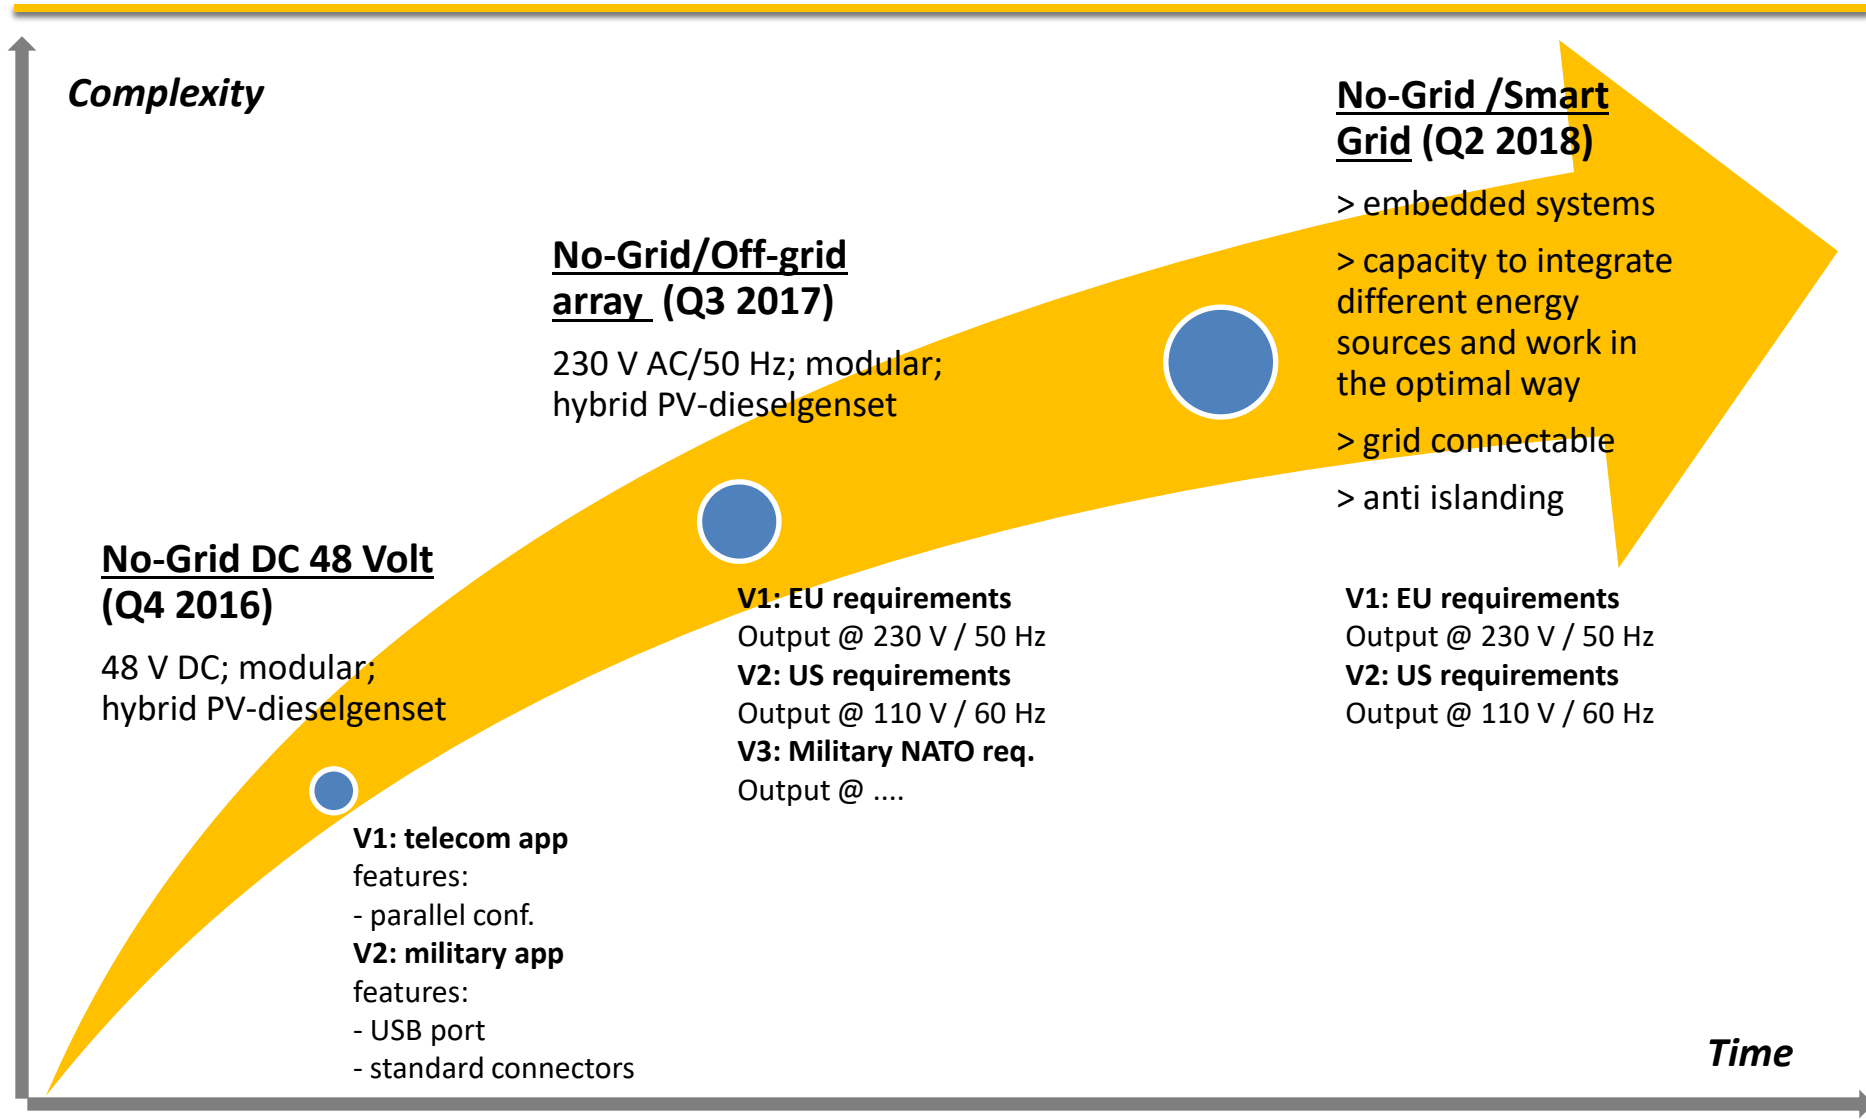 Complexity
No-Grid /Smart
Grid (Q2 2018)
> embedded systems
> capacity to integrate
different energy
sources and work in
the optimal way
> grid connectable
> anti islanding
No-Grid/Off-grid
array  (Q3 2017)
230 V AC/50 Hz; modular;
hybrid PV-dieselgenset
No-Grid DC 48 Volt
(Q4 2016)
48 V DC; modular;
hybrid PV-dieselgenset
V1: EU requirements
Output @ 230 V / 50 Hz
V2: US requirements
Output @ 110 V / 60 Hz
V3: Military NATO req.
Output @ ....
V1: EU requirements
Output @ 230 V / 50 Hz
V2: US requirements
Output @ 110 V / 60 Hz
V1: telecom app
features:
- parallel conf.
V2: military app
features:
- USB port
- standard connectors
Time